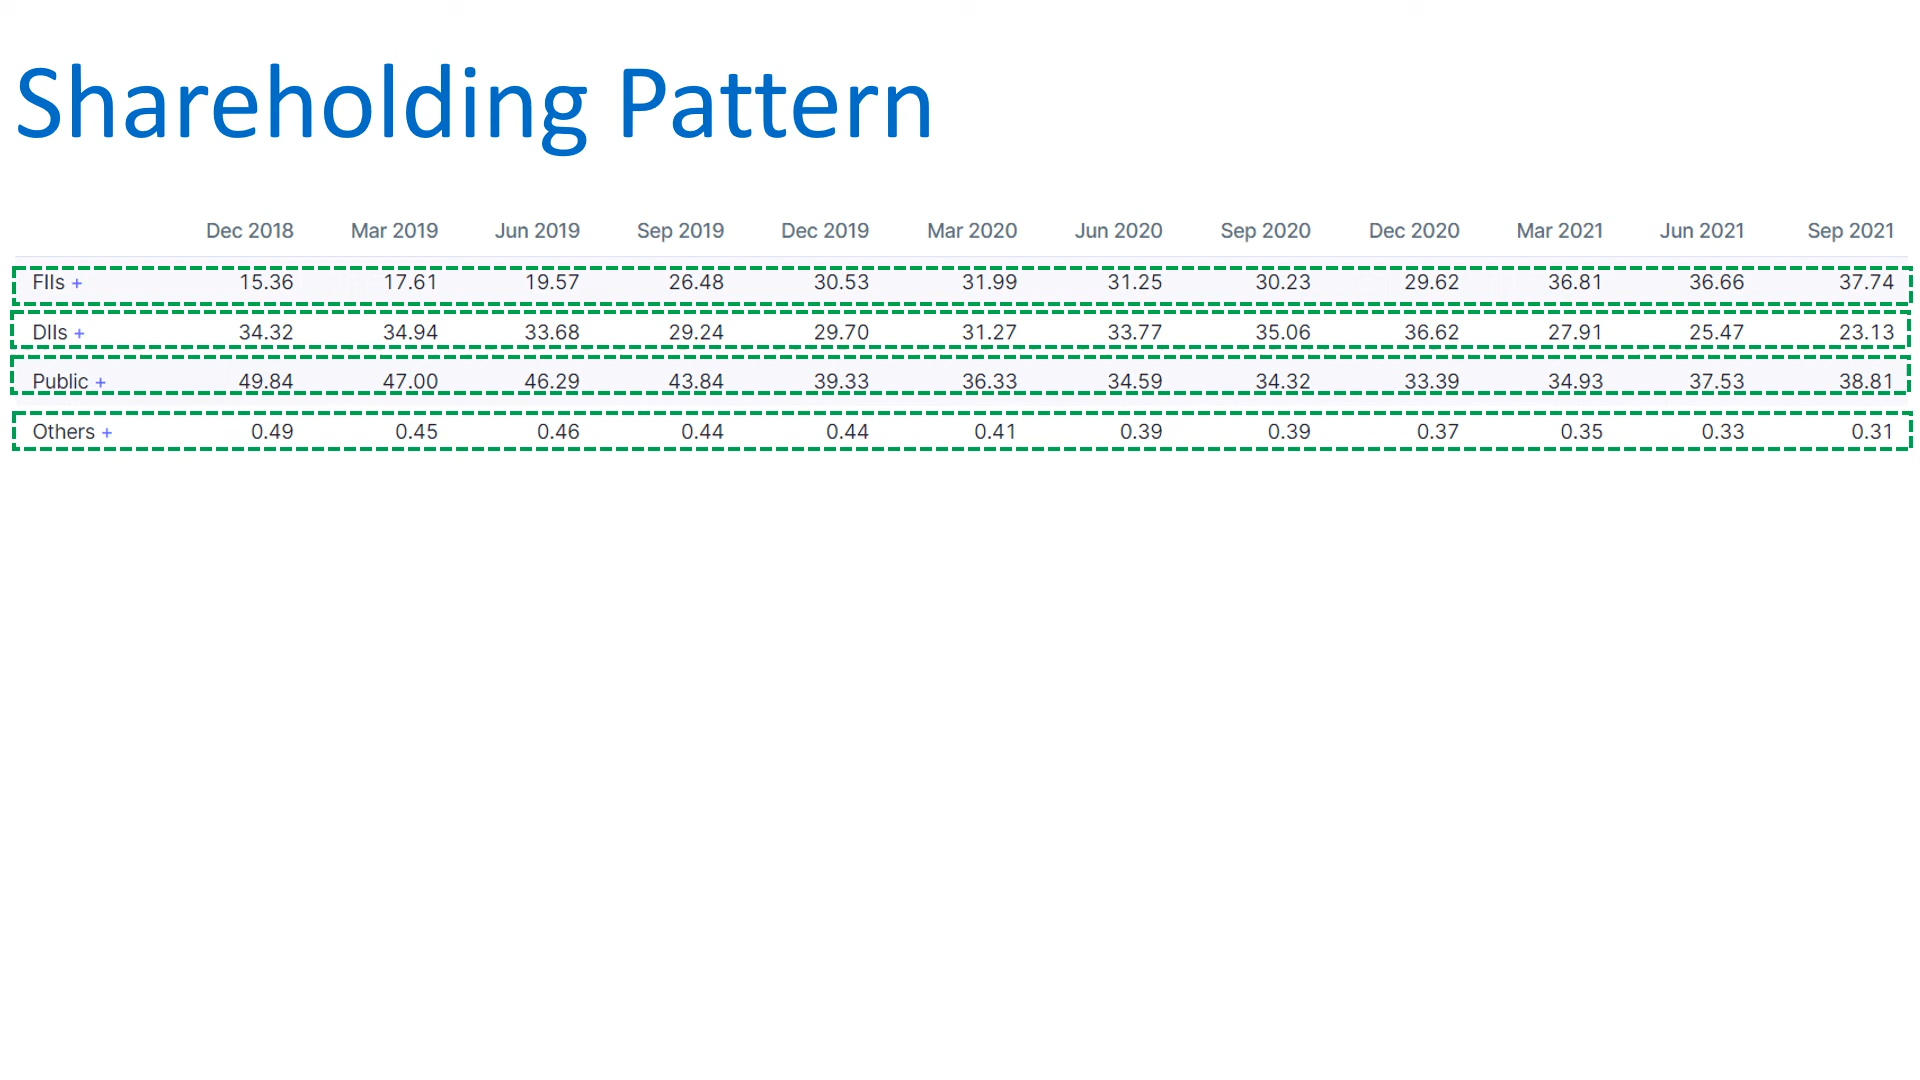 Shareholding Pattern
Dec 2018 Mar 2019 Jun 2019 Sep 2019 Dec 2019 Mar 2020 Jun 2020 Sep 2020 Dec 2020 Mar 2021 Jun 2021 Sep 2021
FIIs + 15.36 17.61 19.57 26.48 30.53 31.99 31.25 30.23 29.62 36.81 36.66 37.74
DIIs + 34.32 34.94 33.68 29.24 29.70 31.27 33.77 35.06 36.62 27.91 25.47 23.13
Public + 49.84 47.00 46.29 43.84 39.33 36.33 34.59 34.32 33.39 34.93 37.53 38.81
Others + 0.49 0.45 0.46 0.44 0.44 0.41 0.39 0.39 0.37 0.35 0.33 0.31